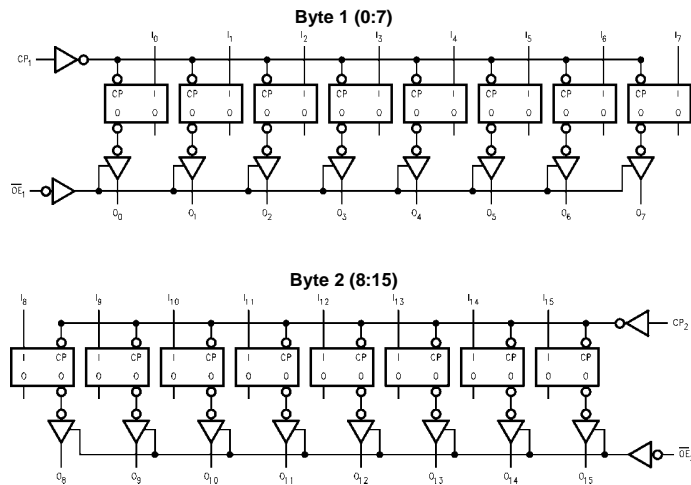 Byte 1 (0:7)
I0 I1 I2 I3 I4 I5 I6 I7
CP1
CP I CP I CP I CP I CP I CP I CP I CP I
O O O O O O O O O O O O O O O O
OE1
O0 O1 O2 O3 O4 O5 O6 O7
Byte 2 (8:15)
I8 I9 I10 I11 I12 I13 I14 I15
CP2
I CP I CP I CP I CP I CP I CP I CP I CP
O O O O O O O O O O O O O O O O
OE
O8 O9 O10 O11 O12 O13 O14 O15